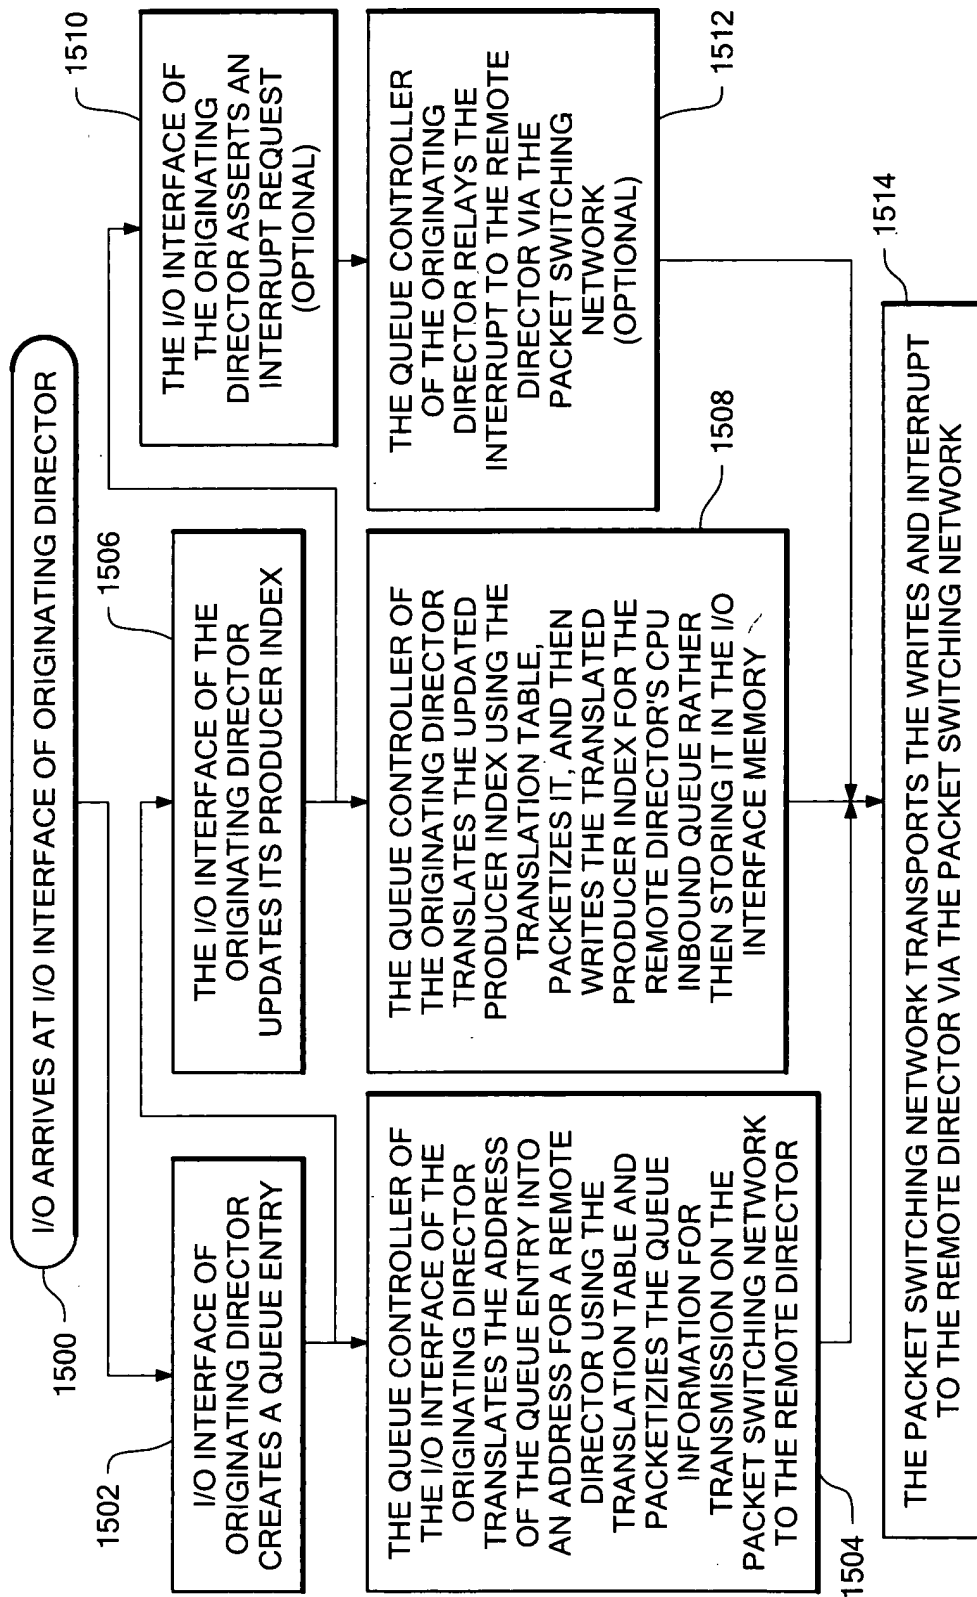 I/O ARRIVES AT I/O INTERFACE OF ORIGINATING DIRECTOR
1500
1502
I/O INTERFACE OF
ORIGINATING DIRECTOR
CREATES A QUEUE ENTRY
THE QUEUE CONTROLLER OF
THE I/O INTERFACE OF THE
ORIGINATING DIRECTOR
TRANSLATES THE ADDRESS
OF THE QUEUE ENTRY INTO
AN ADDRESS FOR A REMOTE
DIRECTOR USING THE
TRANSLATION TABLE AND
PACKETIZES THE QUEUE
INFORMATION FOR
TRANSMISSION ON THE
PACKET SWITCHING NETWORK
TO THE REMOTE DIRECTOR
1504
1506
THE I/O INTERFACE OF THE
ORIGINATING DIRECTOR
UPDATES ITS PRODUCER INDEX
THE QUEUE CONTROLLER OF
THE ORIGINATING DIRECTOR
TRANSLATES THE UPDATED
PRODUCER INDEX USING THE
TRANSLATION TABLE,
PACKETIZES IT, AND THEN
WRITES THE TRANSLATED
PRODUCER INDEX FOR THE
REMOTE DIRECTOR'S CPU
INBOUND QUEUE RATHER
THEN STORING IT IN THE I/O
INTERFACE MEMORY
1508
1510
THE I/O INTERFACE OF
THE ORIGINATING
DIRECTOR ASSERTS AN
INTERRUPT REQUEST
(OPTIONAL)
THE QUEUE CONTROLLER
OF THE ORIGINATING
DIRECTOR RELAYS THE
INTERRUPT TO THE REMOTE
DIRECTOR VIA THE
PACKET SWITCHING
NETWORK
(OPTIONAL)
1512
1514
THE PACKET SWITCHING NETWORK TRANSPORTS THE WRITES AND INTERRUPT
TO THE REMOTE DIRECTOR VIA THE PACKET SWITCHING NETWORK